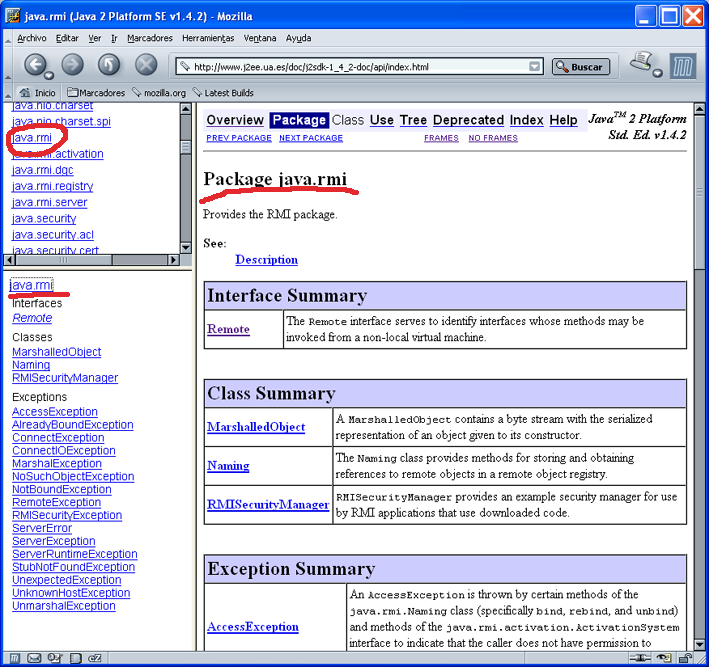 java.rmi (Java 2 Platform SE v1.4.2) - Mozilla
Archivo Editar Ver Ir Marcadores Herramientas Ventana Ayuda
http://www.j2ee.ua.es/doc/j2sdk-1_4_2-doc/api/index.html Buscar
Inicio Marcadores mozilla.org Latest Builds
java.nio.charset
java.nio.charset.spi
java.rmi
java.rmi.activation
java.rmi.dgc
java.rmi.registry
java.rmi.server
java.security
java.security.acl
java.security.cert
java.rmi
Interfaces
Remote
Classes
MarshalledObject
Naming
RMISecurityManager
Exceptions
AccessException
AlreadyBoundException
ConnectException
ConnectIOException
MarshalException
NoSuchObjectException
NotBoundException
RemoteException
RMISecurityException
ServerError
ServerException
ServerRuntimeException
StubNotFoundException
UnexpectedException
UnknownHostException
UnmarshalException
Overview Package Class Use Tree Deprecated Index Help
Java™ 2 Platform
Std. Ed. v1.4.2
PREV PACKAGE NEXT PACKAGE FRAMES NO FRAMES
Package java.rmi
Provides the RMI package.
See:
Description
Interface Summary
Remote The Remote interface serves to identify interfaces whose methods may be
invoked from a non-local virtual machine.
Class Summary
MarshalledObject A MarshalledObject contains a byte stream with the serialized
representation of an object given to its constructor.
Naming The Naming class provides methods for storing and obtaining
references to remote objects in a remote object registry.
RMISecurityManager RMISecurityManager provides an example security manager for use
by RMI applications that use downloaded code.
Exception Summary
AccessException An AccessException is thrown by certain methods of the
java.rmi.Naming class (specifically bind, rebind, and unbind)
and methods of the java.rmi.activation.ActivationSystem
interface to indicate that the caller does not have permission to